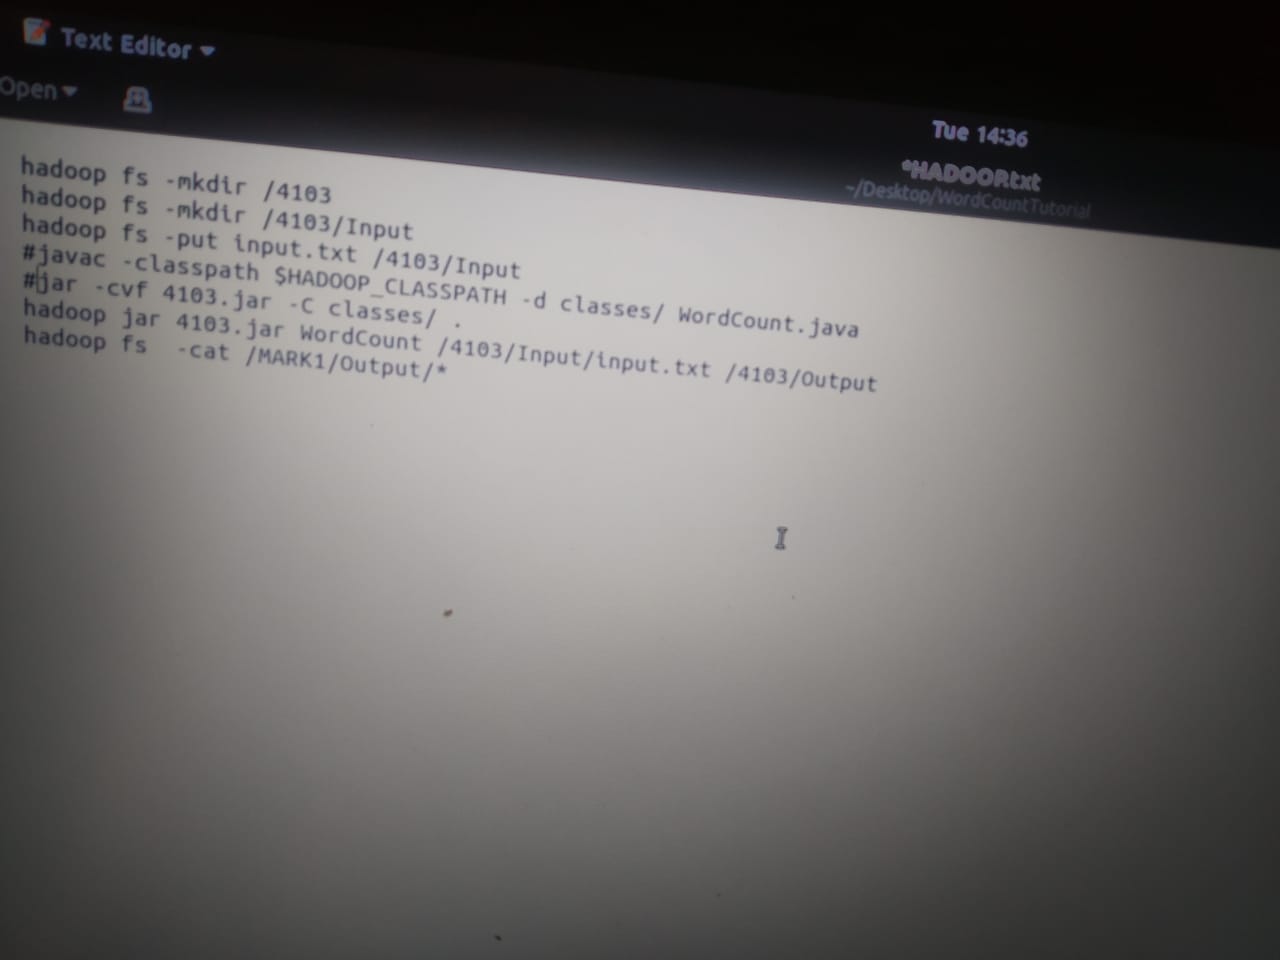 Text Editor
Open
Tue 14:36
*HADOOP.txt
~/Desktop/WordCountTutorial
hadoop fs -mkdir /4103
hadoop fs -mkdir /4103/Input
hadoop fs -put input.txt /4103/Input
#javac -classpath $HADOOP_CLASSPATH -d classes/ WordCount.java
#jar -cvf 4103.jar -C classes/ .
hadoop jar 4103.jar WordCount /4103/Input/input.txt /4103/Output
hadoop fs  -cat /MARK1/Output/*